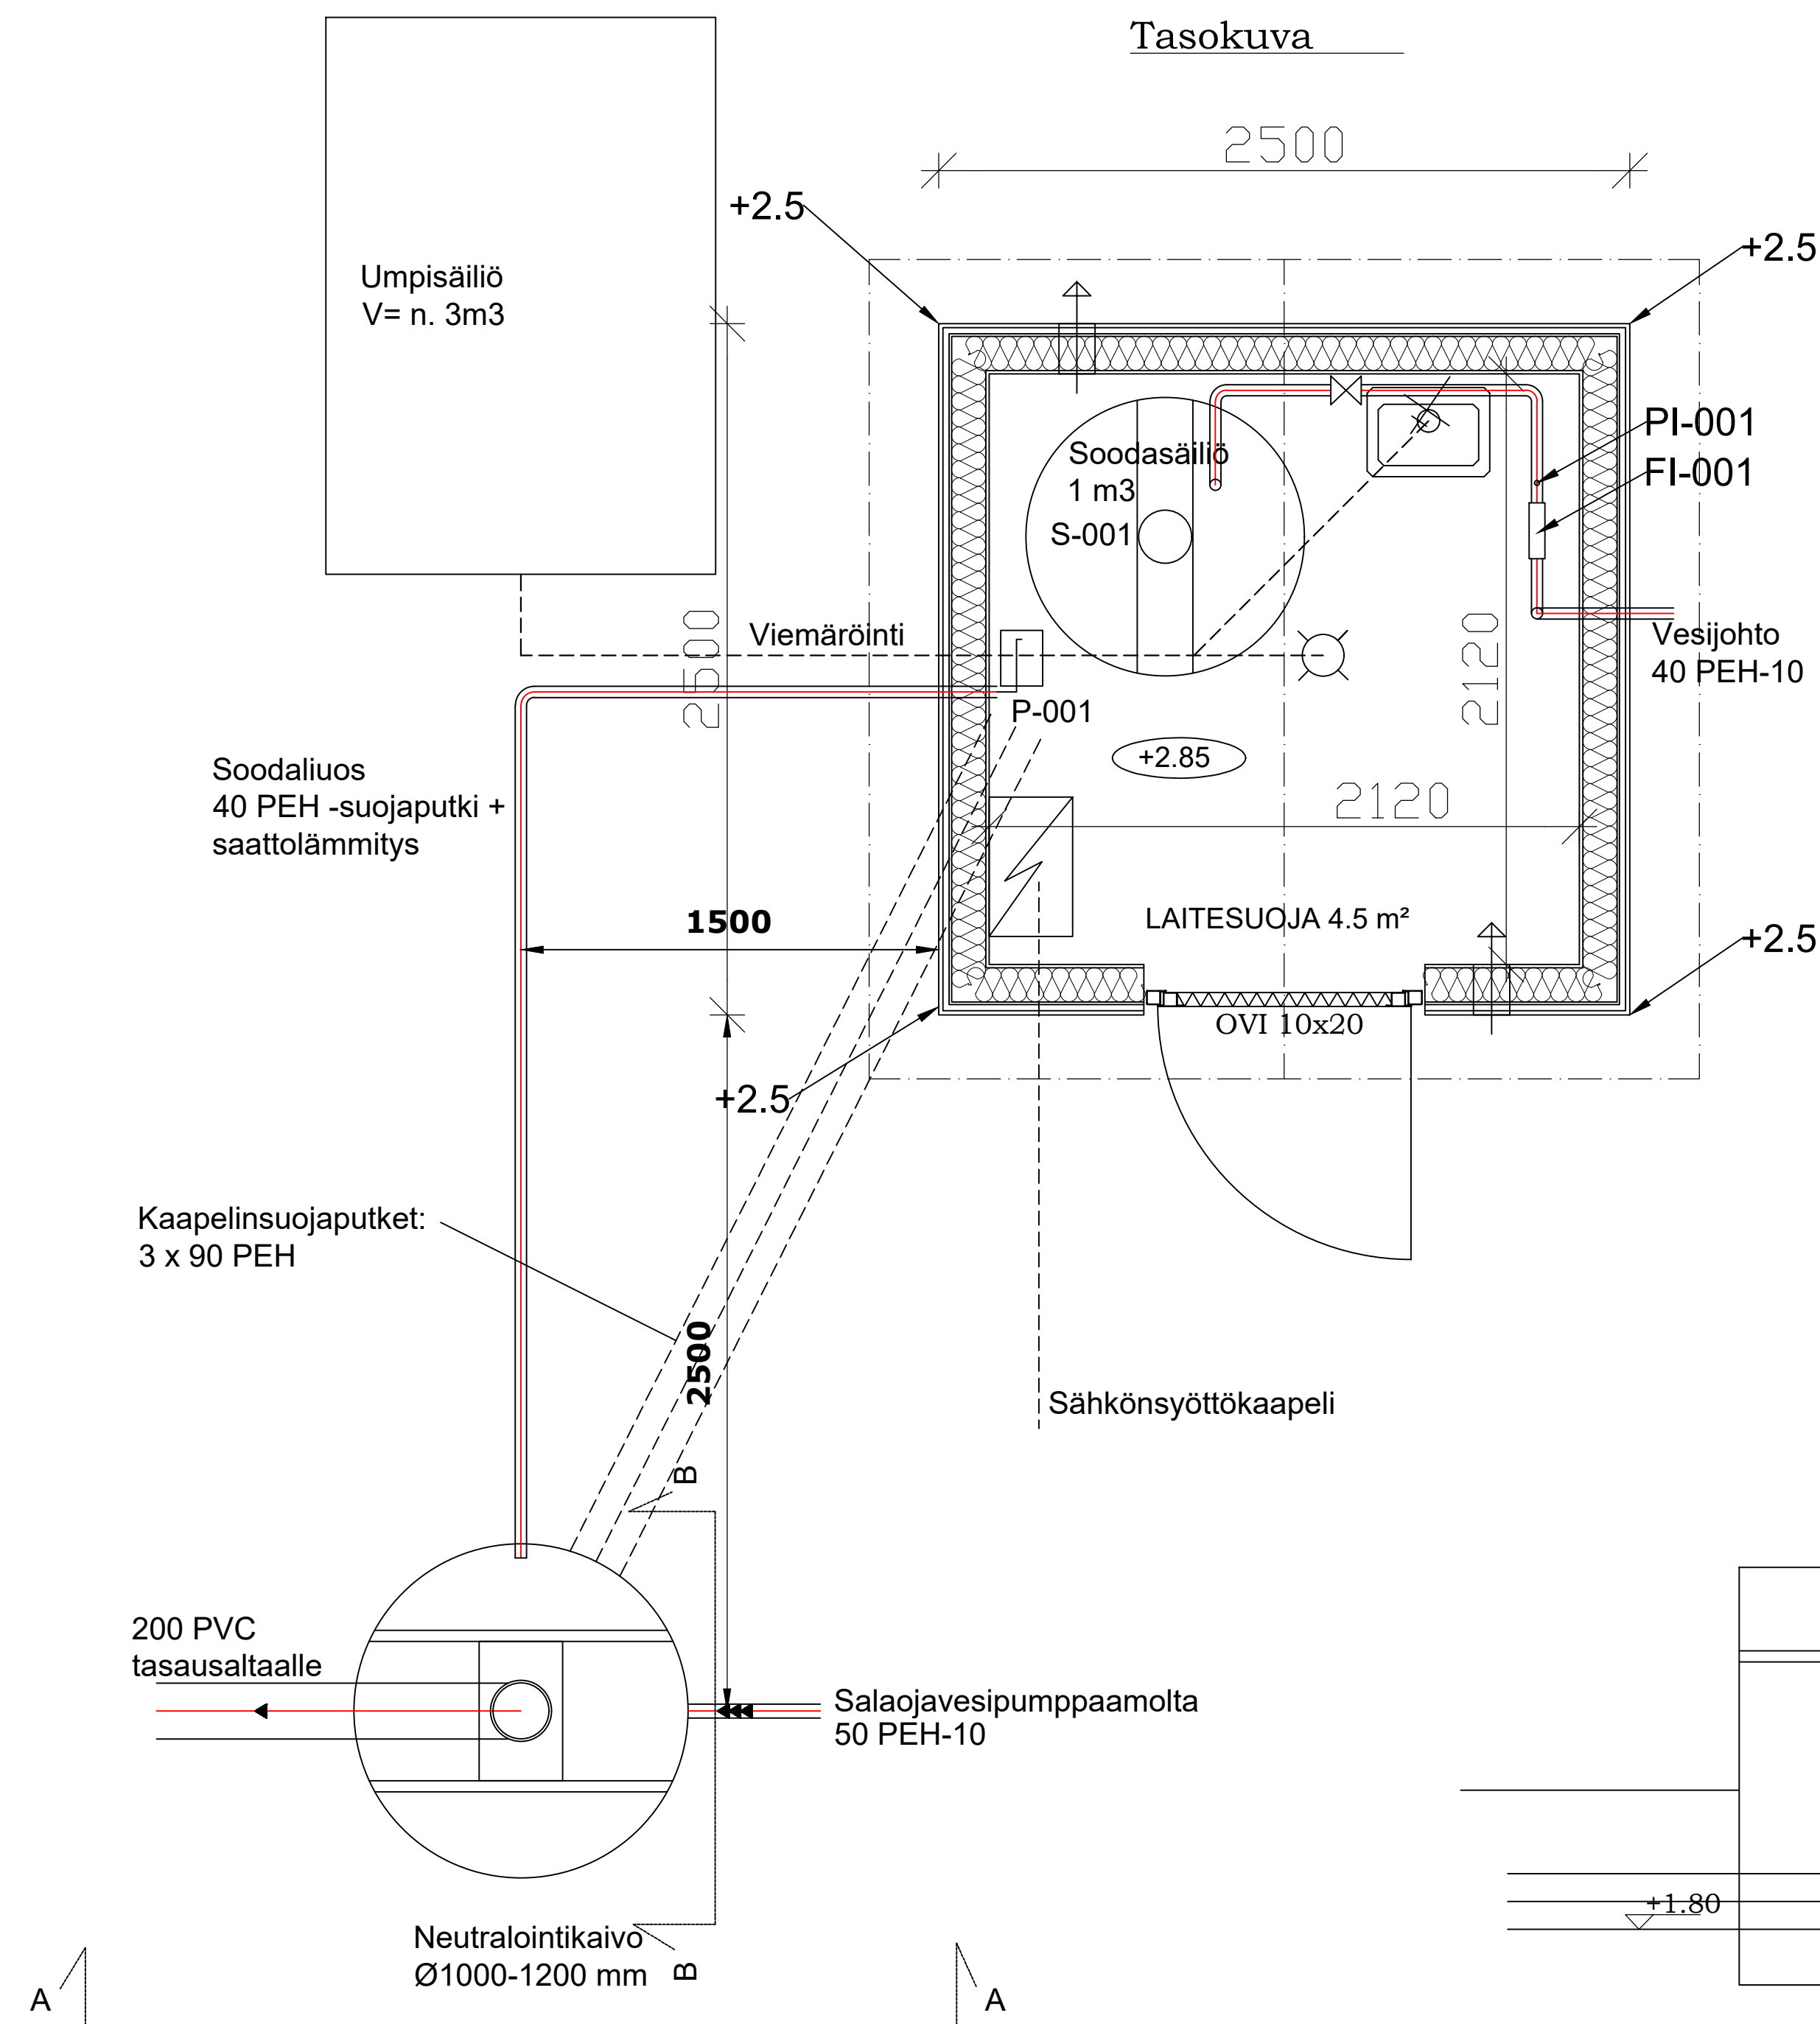 Tasokuva
2500
+2.5
+2.5
Umpisäiliö
V= n. 3m3
PI-001
FI-001
Soodasäiliö
1 m3
S-001
Viemäröinti
2500
2120
Vesijohto
40 PEH-10
P-001
+2.85
2120
Soodaliuos
40 PEH -suojaputki +
saattolämmitys
1500
LAITESUOJA 4.5 m²
+2.5
OVI 10x20
+2.5
Kaapelinsuojaputket:
3 x 90 PEH
2500
Sähkönsyöttökaapeli
B
200 PVC
tasausaltaalle
Salaojavesipumppaamolta
50 PEH-10
+1.80
Neutralointikaivo
Ø1000-1200 mm
B
A
A